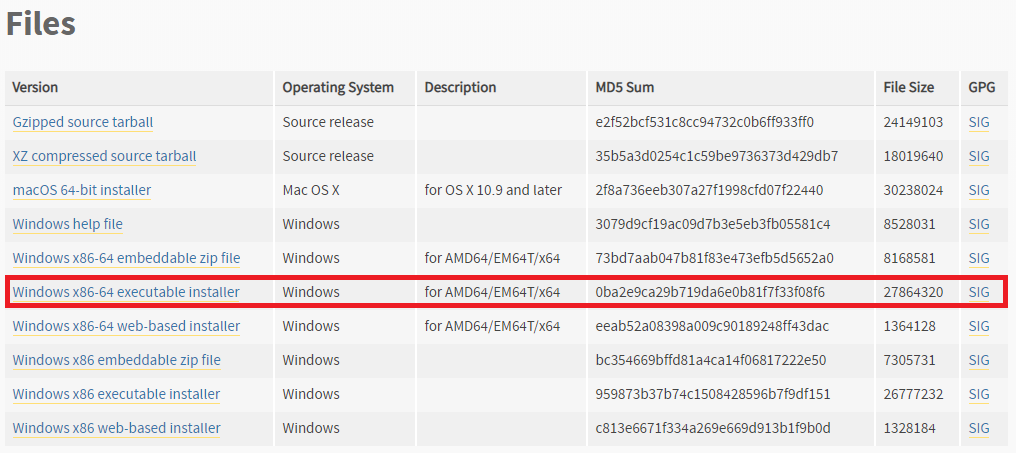 Files
Version Operating System Description MD5 Sum File Size GPG
Gzipped source tarball Source release e2f52bcf531c8cc94732c0b6ff933ff0 24149103 SIG
XZ compressed source tarball Source release 35b5a3d0254c1c59be9736373d429db7 18019640 SIG
macOS 64-bit installer Mac OS X for OS X 10.9 and later 2f8a736eeb307a27f1998cfd07f22440 30238024 SIG
Windows help file Windows 3079d9cf19ac09d7b3e5eb3fb05581c4 8528031 SIG
Windows x86-64 embeddable zip file Windows for AMD64/EM64T/x64 73bd7aab047b81f83e473efb5d5652a0 8168581 SIG
Windows x86-64 executable installer Windows for AMD64/EM64T/x64 0ba2e9ca29b719da6e0b81f7f33f08f6 27864320 SIG
Windows x86-64 web-based installer Windows for AMD64/EM64T/x64 eeab52a08398a009c90189248ff43dac 1364128 SIG
Windows x86 embeddable zip file Windows bc354669bffd81a4ca14f06817222e50 7305731 SIG
Windows x86 executable installer Windows 959873b37b74c1508428596b7f9df151 26777232 SIG
Windows x86 web-based installer Windows c813e6671f334a269e669d913b1f9b0d 1328184 SIG